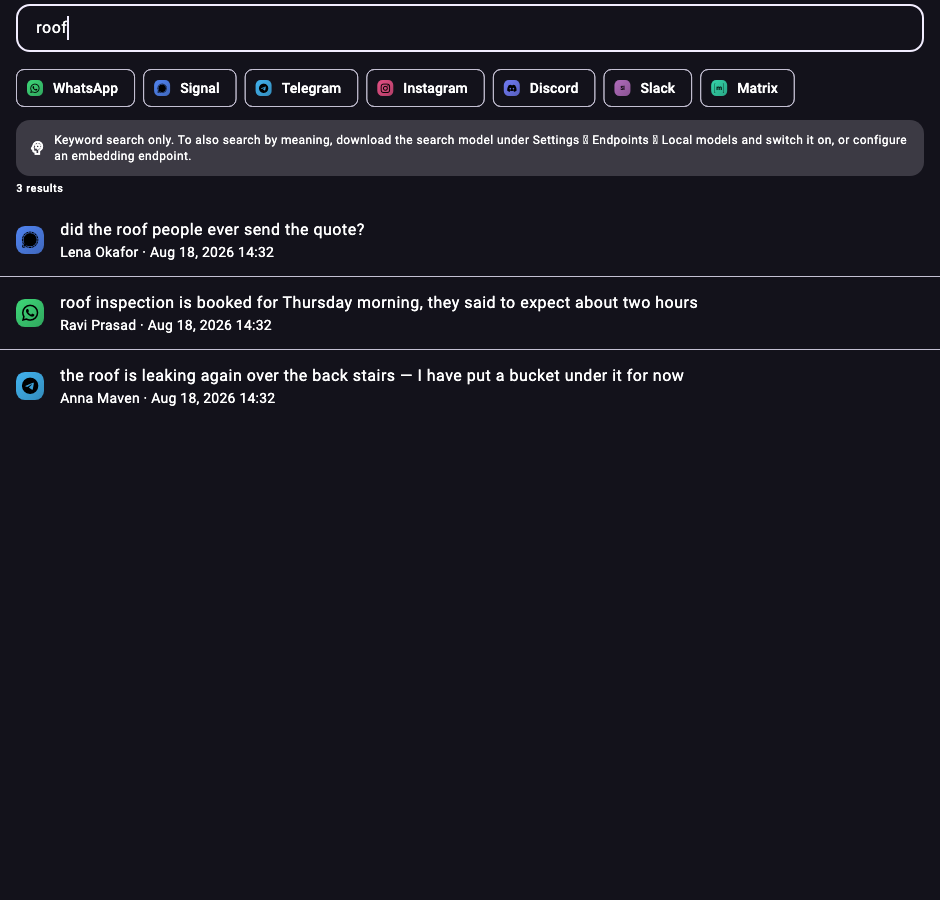 roof
WhatsApp Signal Telegram Instagram Discord Slack Matrix
Keyword search only. To also search by meaning, download the search model under Settings ▯ Endpoints ▯ Local models and switch it on, or configure
an embedding endpoint.
3 results
did the roof people ever send the quote?
Lena Okafor · Aug 18, 2026 14:32
roof inspection is booked for Thursday morning, they said to expect about two hours
Ravi Prasad · Aug 18, 2026 14:32
the roof is leaking again over the back stairs — I have put a bucket under it for now
Anna Maven · Aug 18, 2026 14:32